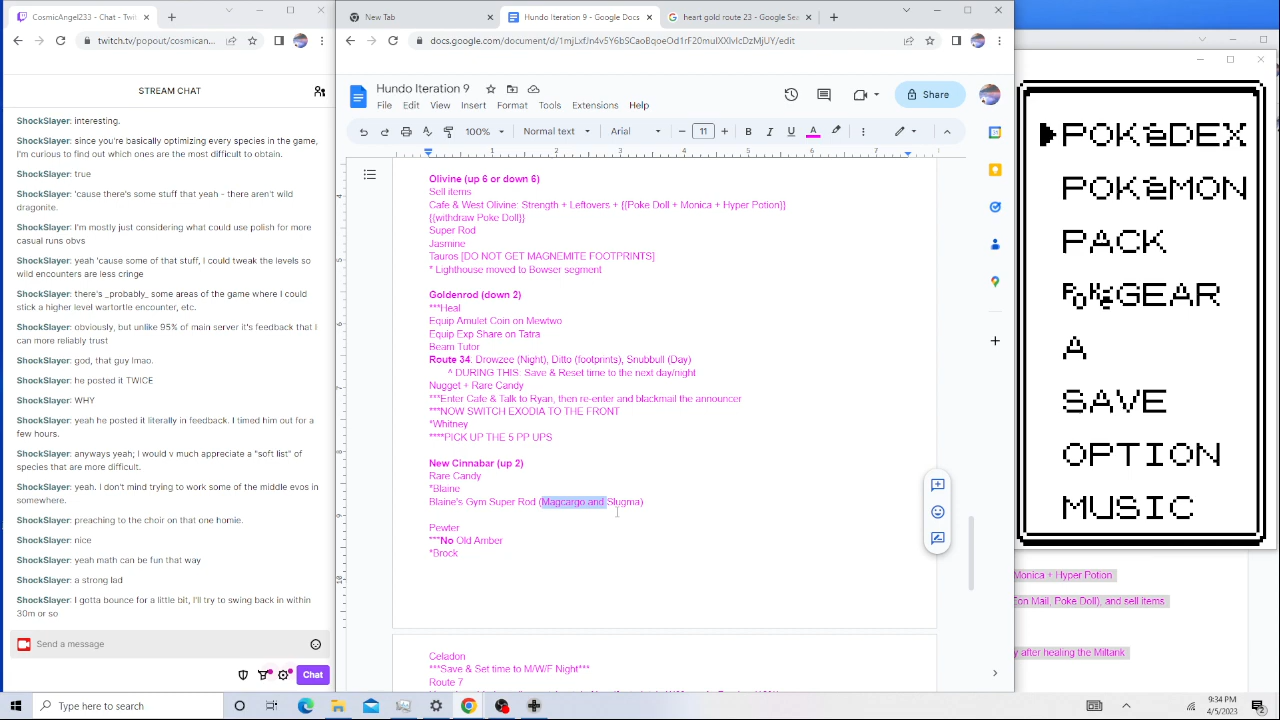 CosmicAngel233 - Chat - Twit
twitch.tv/popout/cosmican...
STREAM CHAT
ShockSlayer: interesting.
ShockSlayer: since you're basically optimizing every species in the game,
I'm curious to find out which ones are the most difficult to obtain.
ShockSlayer: true
ShockSlayer: 'cause there's some stuff that yeah - there aren't wild
dragonite.
ShockSlayer: I'm mostly just considering what could use polish for more
casual runs obvs
ShockSlayer: yeah 'cause some of that stuff, I could tweak the levels so
wild encounters are less cringe
ShockSlayer: there's _probably_ some areas of the game where I could
stick a higher level wartortle encounter, etc.
ShockSlayer: obviously, but unlike 95% of main server it's feedback that I
can more reliably trust
ShockSlayer: god, that guy lmao.
ShockSlayer: he posted it TWICE
ShockSlayer: WHY
ShockSlayer: yeah he posted it literally in feedback. I timed him out for a
few hours.
ShockSlayer: anyways yeah; I would v much appreciate a "soft list" of
species that are more difficult.
ShockSlayer: yeah. I don't mind trying to work some of the middle evos in
somewhere.
ShockSlayer: preaching to the choir on that one homie.
ShockSlayer: nice
ShockSlayer: yeah math can be fun that way
ShockSlayer: a strong lad
ShockSlayer: I gotta bounce for a little bit, I'll try to swing back in within
30m or so
Send a message
Chat
New Tab
Hundo Iteration 9 - Google Docs
heart gold route 23 - Google Sea
Hundo Iteration 9
File Edit View Insert Format Tools Extensions Help
Share
100% Normal text Arial 11
Olivine (up 6 or down 6)
Sell items
Cafe & West Olivine: Strength + Leftovers + {{Poke Doll + Monica + Hyper Potion}}
{{withdraw Poke Doll}}
Super Rod
Jasmine
Tauros [DO NOT GET MAGNEMITE FOOTPRINTS]
* Lighthouse moved to Bowser segment
Goldenrod (down 2)
***Heal
Equip Amulet Coin on Mewtwo
Equip Exp Share on Tatra
Beam Tutor
Route 34: Drowzee (Night), Ditto (footprints), Snubbull (Day)
^ DURING THIS: Save & Reset time to the next day/night
Nugget + Rare Candy
***Enter Cafe & Talk to Ryan, then re-enter and blackmail the announcer
***NOW SWITCH EXODIA TO THE FRONT
*Whitney
****PICK UP THE 5 PP UPS
New Cinnabar (up 2)
Rare Candy
*Blaine
Blaine's Gym Super Rod (Magcargo and Slugma)
Pewter
***No Old Amber
*Brock
Celadon
***Save & Set time to M/W/F Night***
Route 7
POKéDEX
POKéMON
PACK
POKéGEAR
A
SAVE
OPTION
MUSIC
Monica + Hyper Potion
Eon Mail, Poke Doll), and sell items
y after healing the Miltank
Type here to search
9:34 PM
4/5/2023